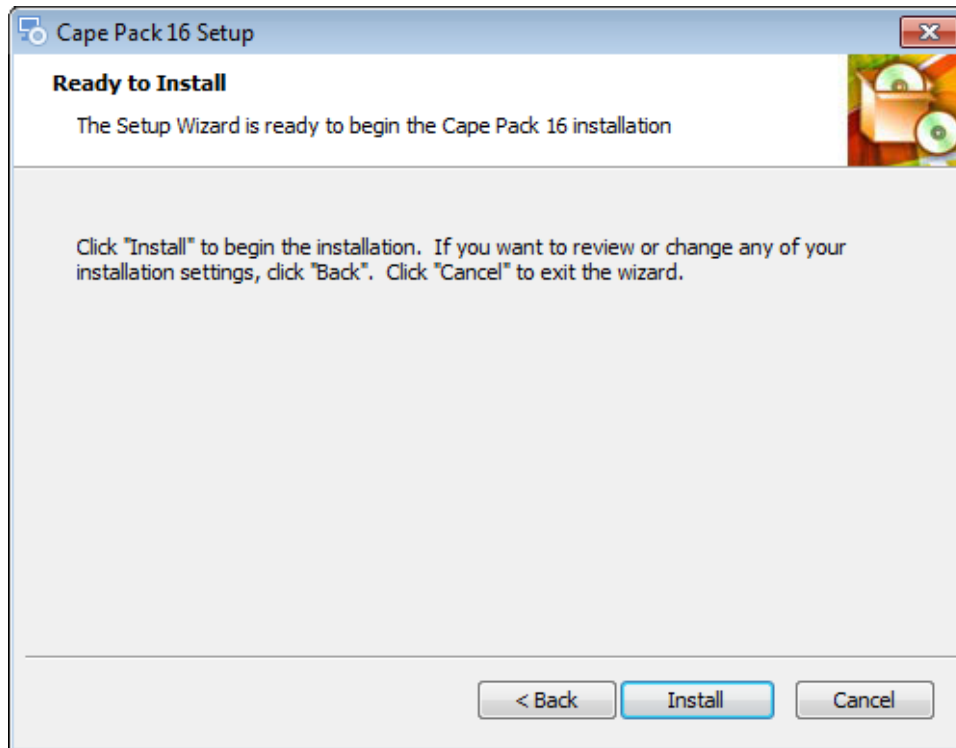 Cape Pack 16 Setup
Ready to Install
The Setup Wizard is ready to begin the Cape Pack 16 installation
Click "Install" to begin the installation.  If you want to review or change any of your
installation settings, click "Back".  Click "Cancel" to exit the wizard.
< Back
Install
Cancel